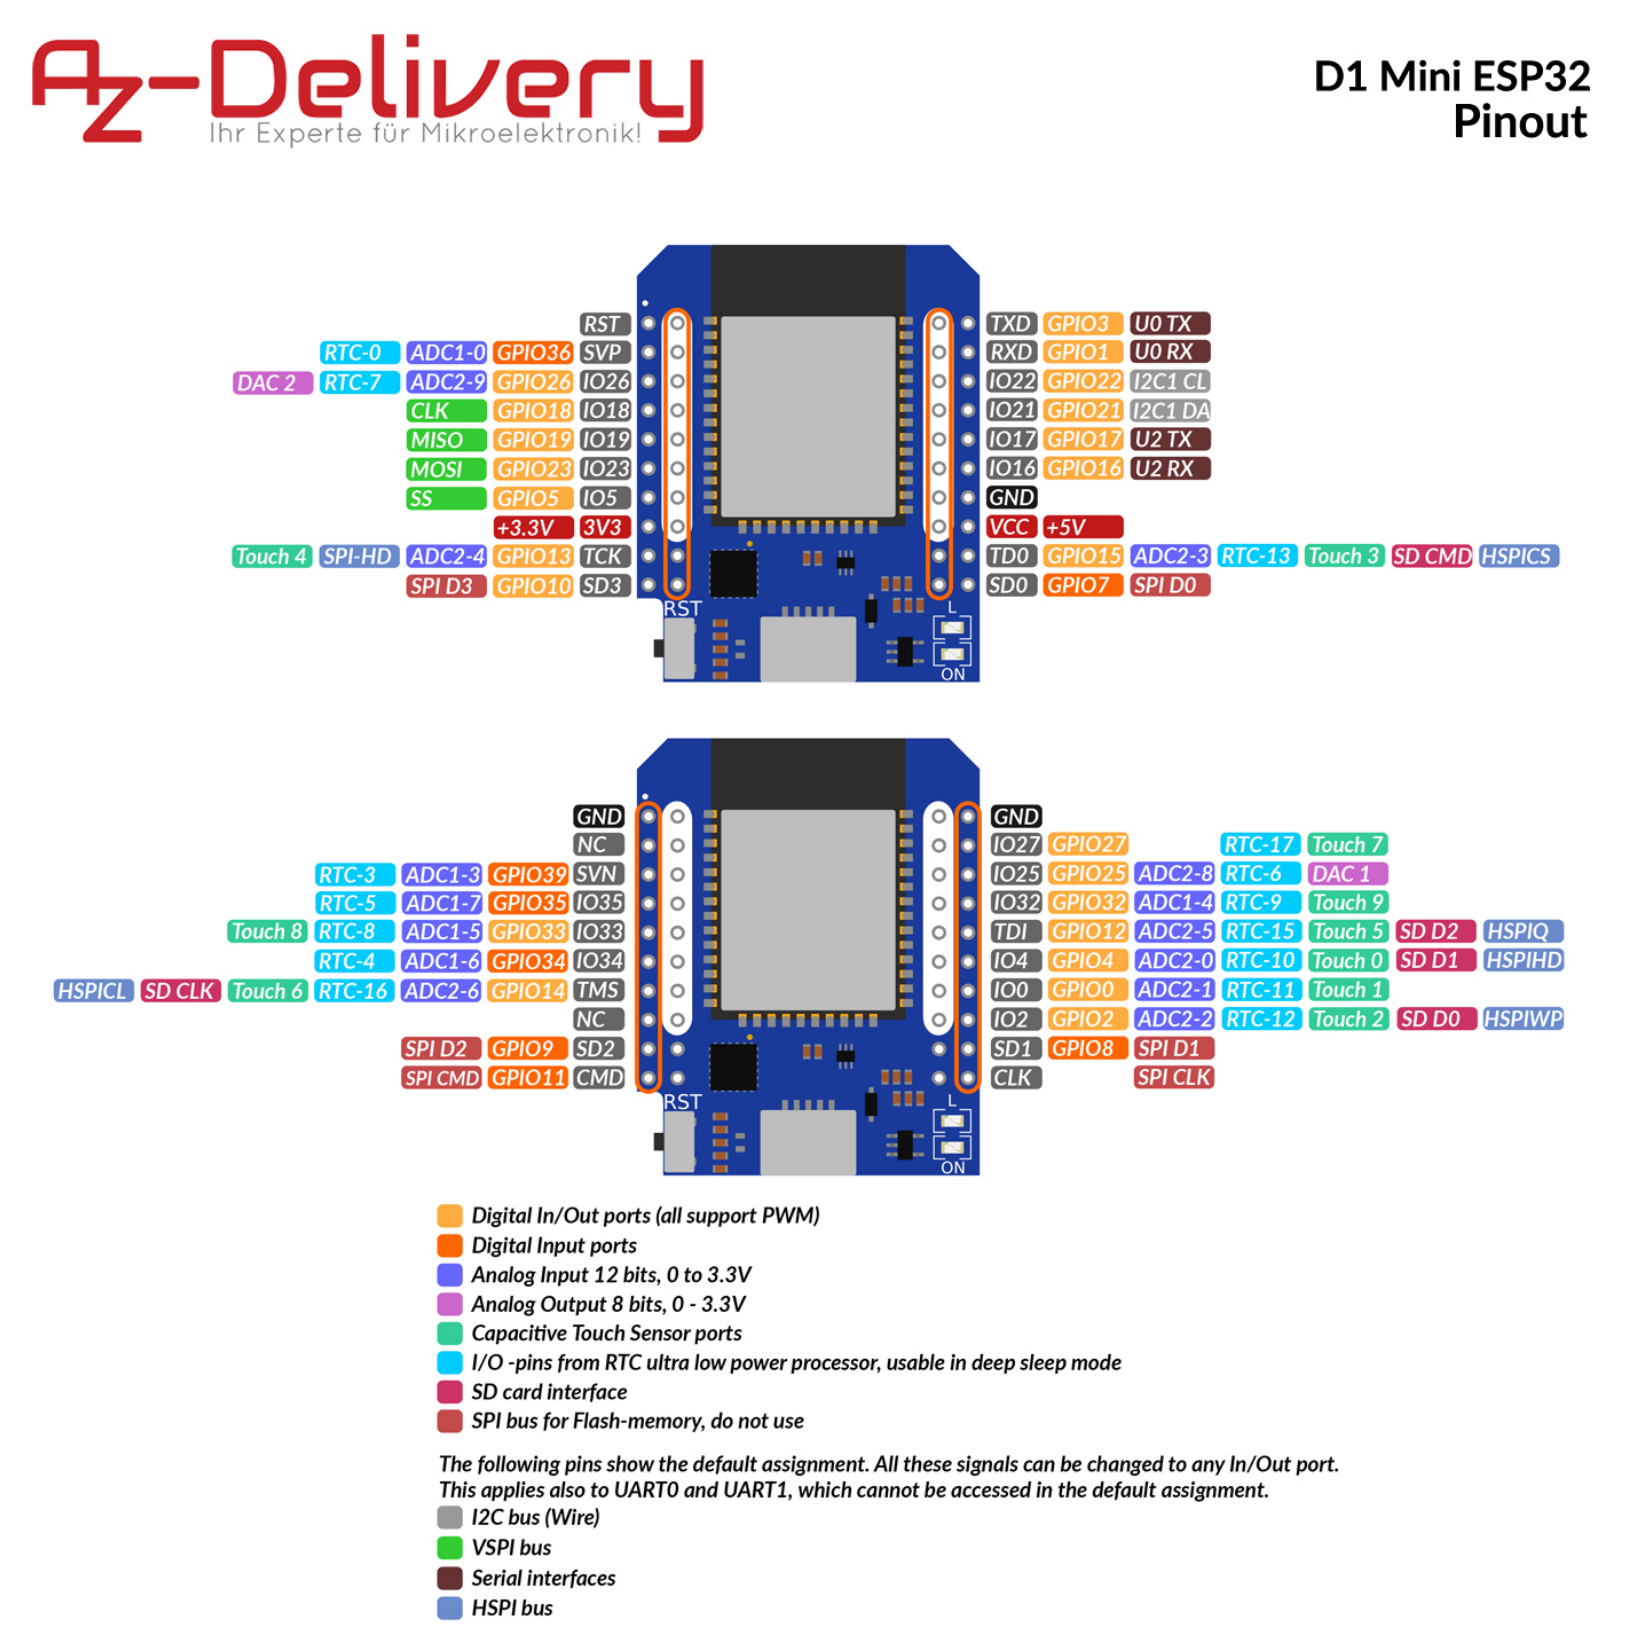 Az-Delivery
Ihr Experte für Mikroelektronik!
D1 Mini ESP32
Pinout
RST
TXD GPIO3 U0 TX
RTC-0 ADC1-0 GPIO36 SVP
RXD GPIO1 U0 RX
DAC 2 RTC-7 ADC2-9 GPIO26 IO26
IO22 GPIO22 I2C1 CL
CLK GPIO18 IO18
IO21 GPIO21 I2C1 DA
MISO GPIO19 IO19
IO17 GPIO17 U2 TX
MOSI GPIO23 IO23
IO16 GPIO16 U2 RX
SS GPIO5 IO5
GND
+3.3V 3V3
VCC +5V
Touch 4 SPI-HD ADC2-4 GPIO13 TCK
TD0 GPIO15 ADC2-3 RTC-13 Touch 3 SD CMD HSPICS
SPI D3 GPIO10 SD3
SD0 GPIO7 SPI D0
RST
L
ON
GND
GND
NC
IO27 GPIO27 RTC-17 Touch 7
RTC-3 ADC1-3 GPIO39 SVN
IO25 GPIO25 ADC2-8 RTC-6 DAC 1
RTC-5 ADC1-7 GPIO35 IO35
IO32 GPIO32 ADC1-4 RTC-9 Touch 9
Touch 8 RTC-8 ADC1-5 GPIO33 IO33
TDI GPIO12 ADC2-5 RTC-15 Touch 5 SD D2 HSPIQ
RTC-4 ADC1-6 GPIO34 IO34
IO4 GPIO4 ADC2-0 RTC-10 Touch 0 SD D1 HSPIHD
HSPICL SD CLK Touch 6 RTC-16 ADC2-6 GPIO14 TMS
IO0 GPIO0 ADC2-1 RTC-11 Touch 1
NC
IO2 GPIO2 ADC2-2 RTC-12 Touch 2 SD D0 HSPIWP
SPI D2 GPIO9 SD2
SD1 GPIO8 SPI D1
SPI CMD GPIO11 CMD
CLK SPI CLK
RST
L
ON
Digital In/Out ports (all support PWM)
Digital Input ports
Analog Input 12 bits, 0 to 3.3V
Analog Output 8 bits, 0 - 3.3V
Capacitive Touch Sensor ports
I/O -pins from RTC ultra low power processor, usable in deep sleep mode
SD card interface
SPI bus for Flash-memory, do not use
The following pins show the default assignment. All these signals can be changed to any In/Out port.
This applies also to UART0 and UART1, which cannot be accessed in the default assignment.
I2C bus (Wire)
VSPI bus
Serial interfaces
HSPI bus